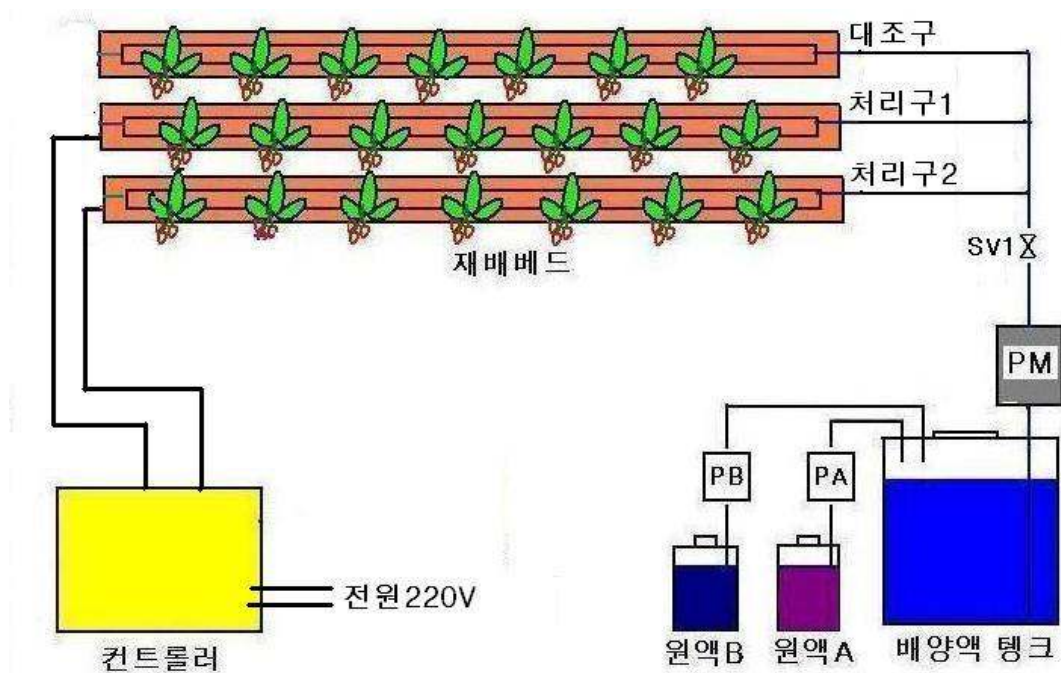 대조구
처리구1
처리구2
재배베드
SV1
PM
PB
PA
전원220V
컨트롤러
원액B
원액A
배양액 텡크